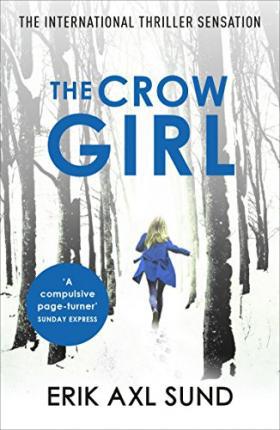 THE INTERNATIONAL THRILLER SENSATION
THE CROW
GIRL
'A
compulsive
page-turner'
SUNDAY EXPRESS
ERIK AXL SUND